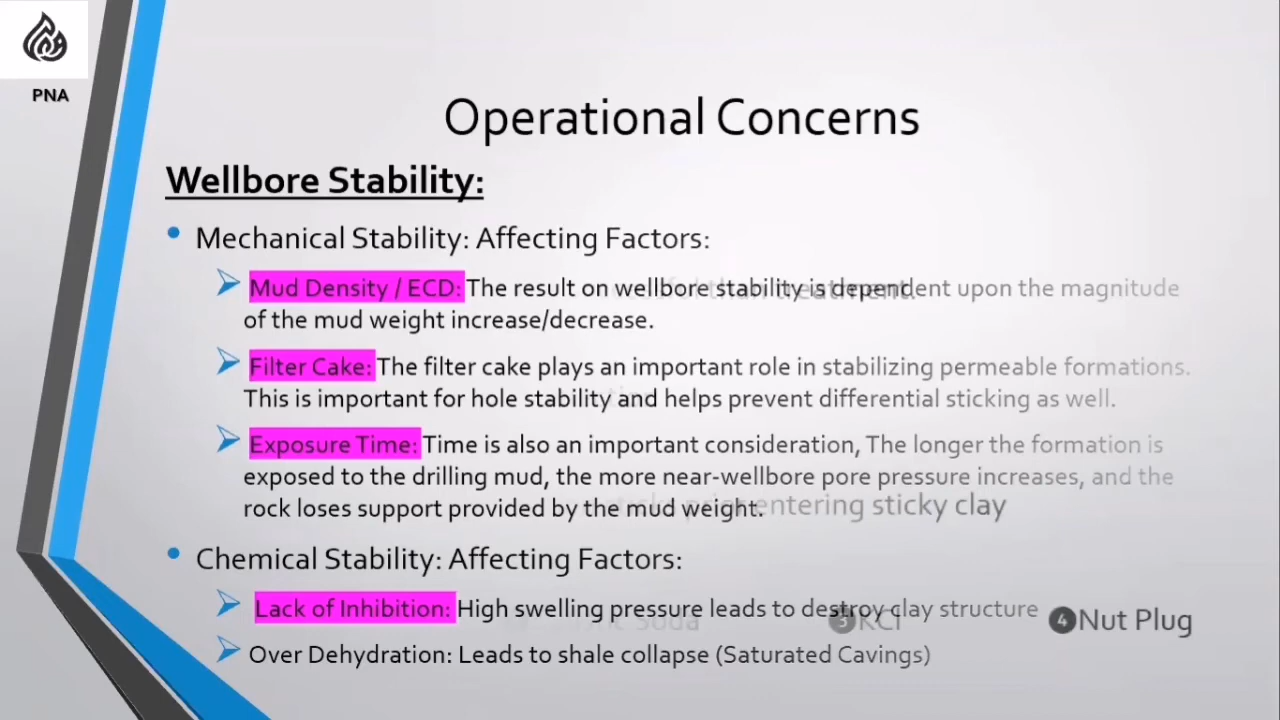 PNA
Operational Concerns
Wellbore Stability:
Mechanical Stability: Affecting Factors:
Mud Density / ECD: The result on wellbore stability is dependent upon the magnitude
of the mud weight increase/decrease.
Filter Cake: The filter cake plays an important role in stabilizing permeable formations.
This is important for hole stability and helps prevent differential sticking as well.
Exposure Time: Time is also an important consideration, The longer the formation is
exposed to the drilling mud, the more near-wellbore pore pressure increases, and the
rock loses support provided by the mud weight.
entering sticky clay
Chemical Stability: Affecting Factors:
Lack of Inhibition: High swelling pressure leads to destroy clay structure
Soda
3 KCl
4 Nut Plug
Over Dehydration: Leads to shale collapse (Saturated Cavings)